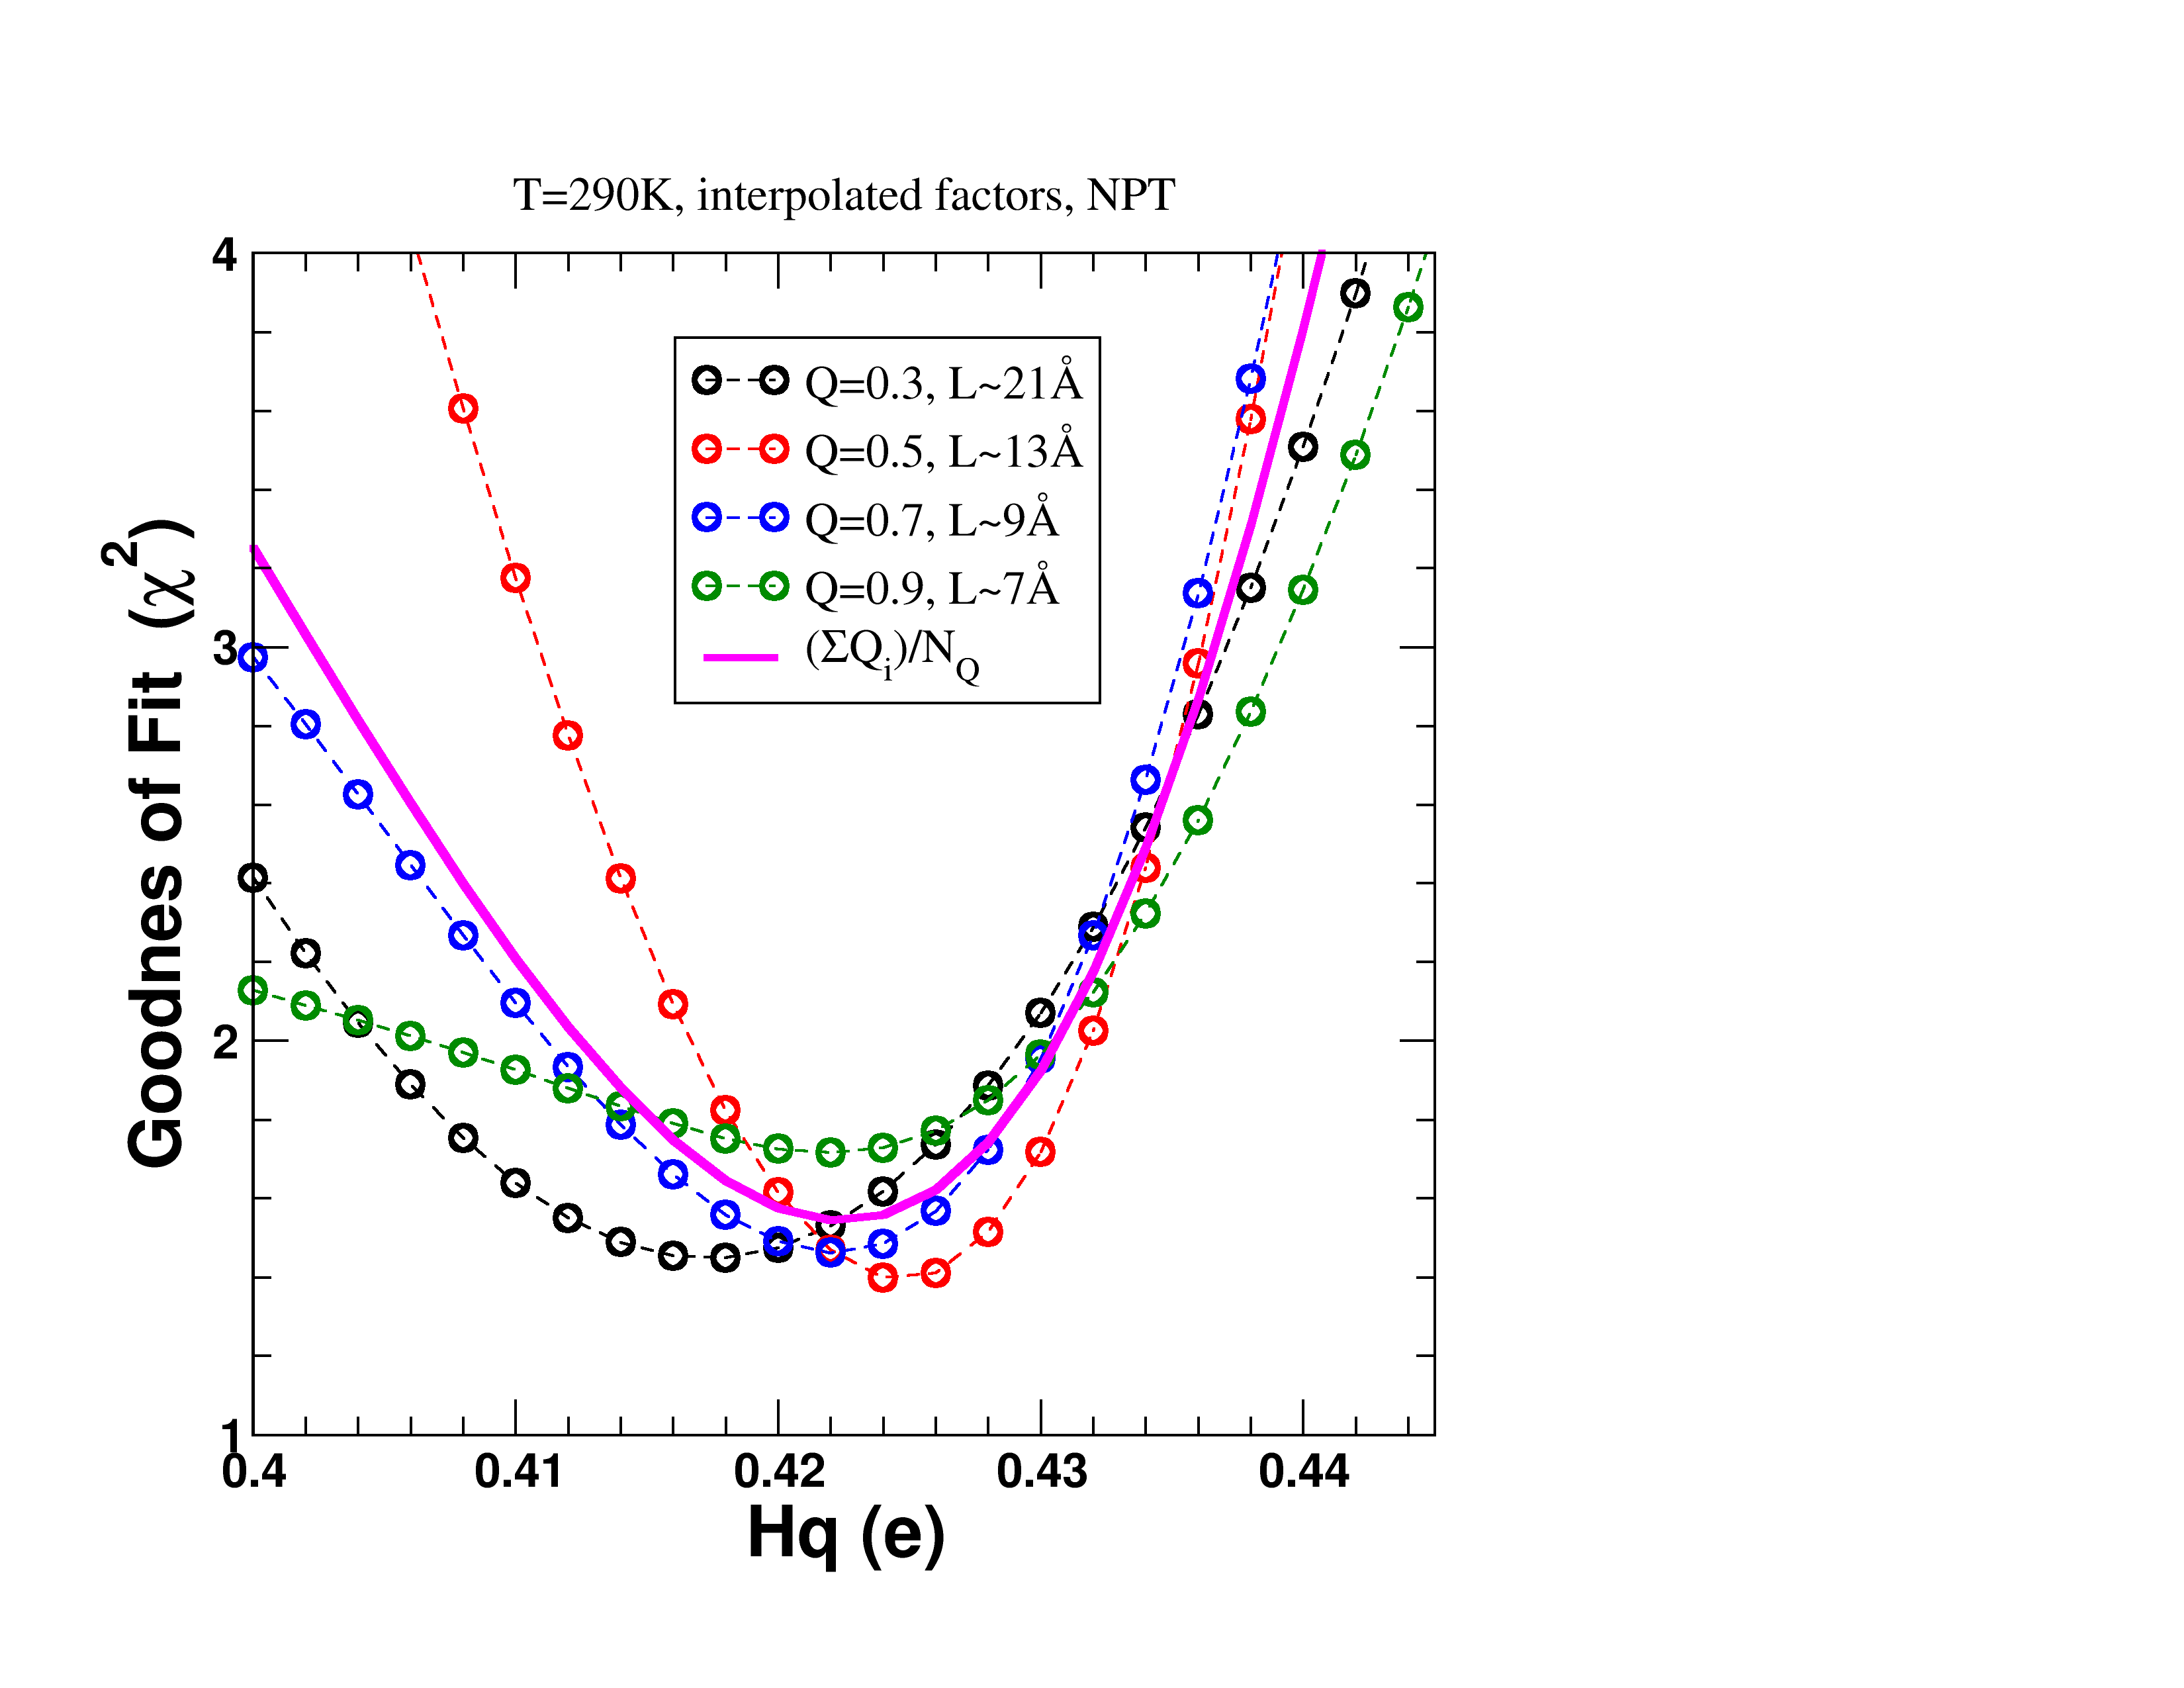 T=290K, interpolated factors, NPT
4
3
2
1
Goodnes of Fit (χ²)
Q=0.3, L~21Å
Q=0.5, L~13Å
Q=0.7, L~9Å
Q=0.9, L~7Å
(ΣQᵢ)/N_Q
0.4 0.41 0.42 0.43 0.44
Hq (e)